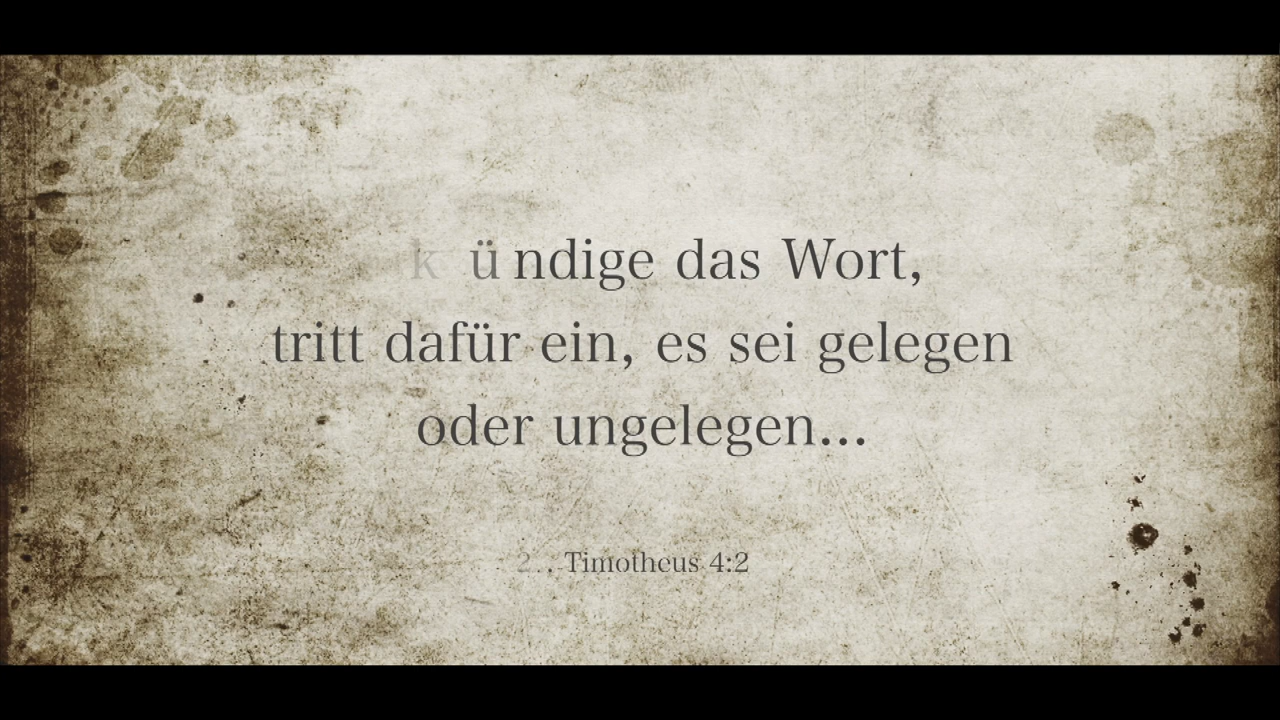 kündige das Wort,
tritt dafür ein, es sei gelegen
oder ungelegen...
2. Timotheus 4:2